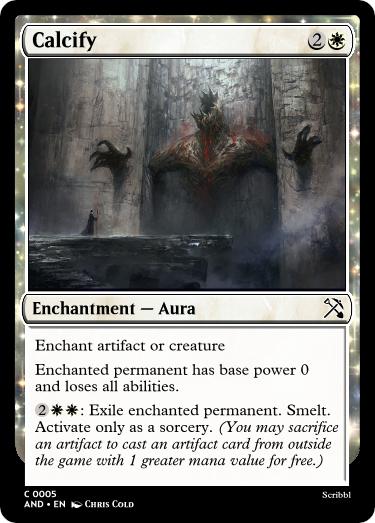 Calcify 2
Enchantment — Aura
Enchant artifact or creature
Enchanted permanent has base power 0
and loses all abilities.
2: Exile enchanted permanent. Smelt.
Activate only as a sorcery. (You may sacrifice
an artifact to cast an artifact card from outside
the game with 1 greater mana value for free.)
C 0005
Scribbl
AND • EN Chris Cold